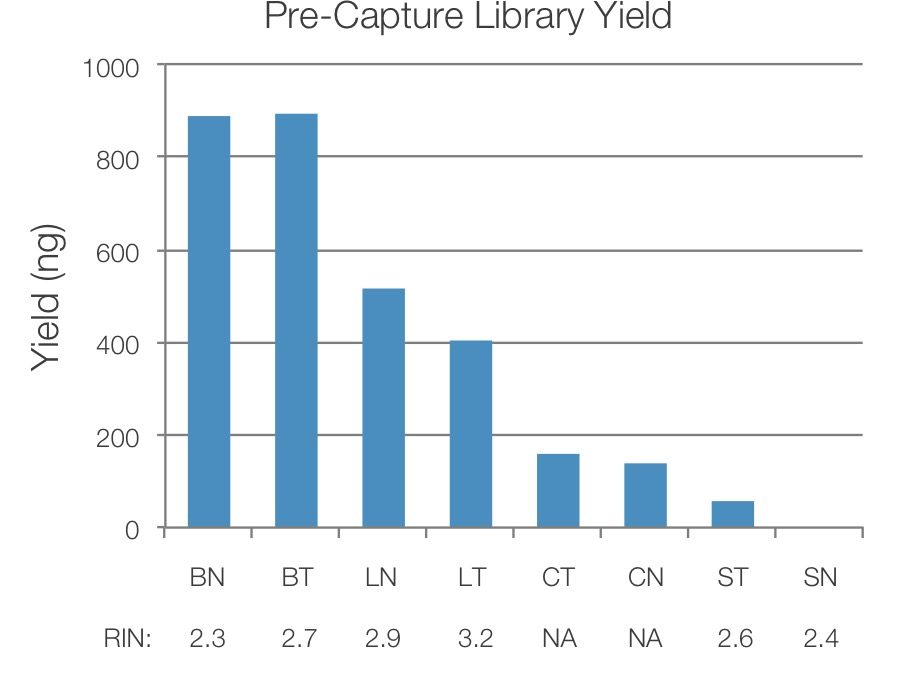 Pre-Capture Library Yield
1000
800
600
400
200
0
Yield (ng)
BN BT LN LT CT CN ST SN
RIN: 2.3 2.7 2.9 3.2 NA NA 2.6 2.4